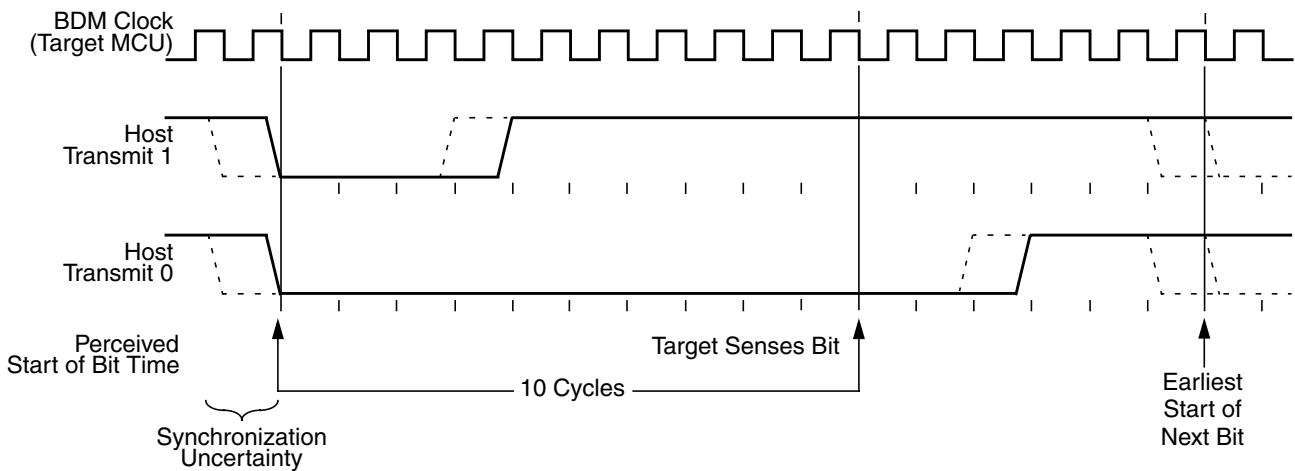 BDM Clock
(Target MCU)
Host
Transmit 1
Host
Transmit 0
Perceived
Start of Bit Time
Target Senses Bit
10 Cycles
Earliest
Start of
Next Bit
Synchronization
Uncertainty